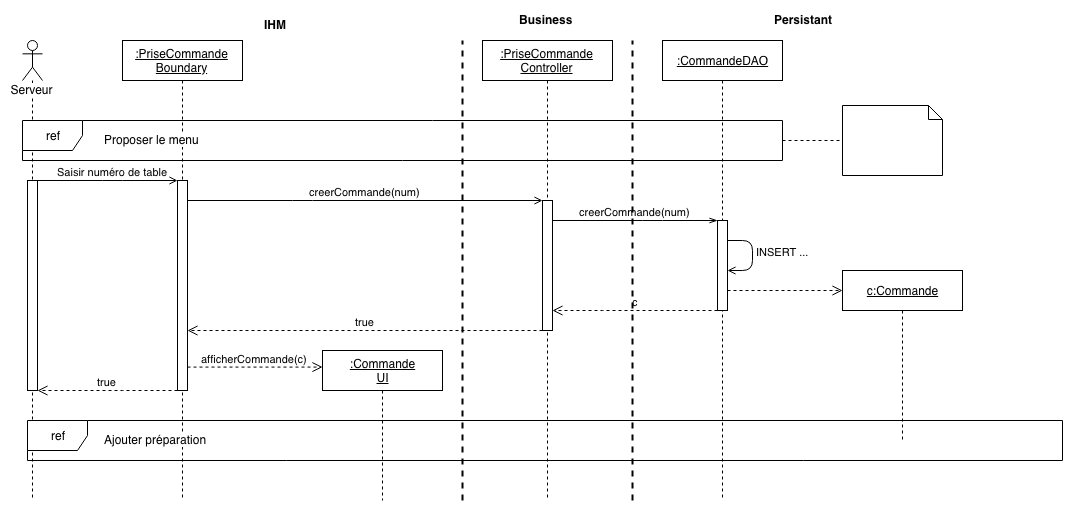 IHM
Business
Persistant
:PriseCommande
Boundary
:PriseCommande
Controller
:CommandeDAO
Serveur
ref
Proposer le menu
Saisir numéro de table
creerCommande(num)
creerCommande(num)
INSERT ...
c:Commande
c
true
afficherCommande(c)
:Commande
UI
true
ref
Ajouter préparation